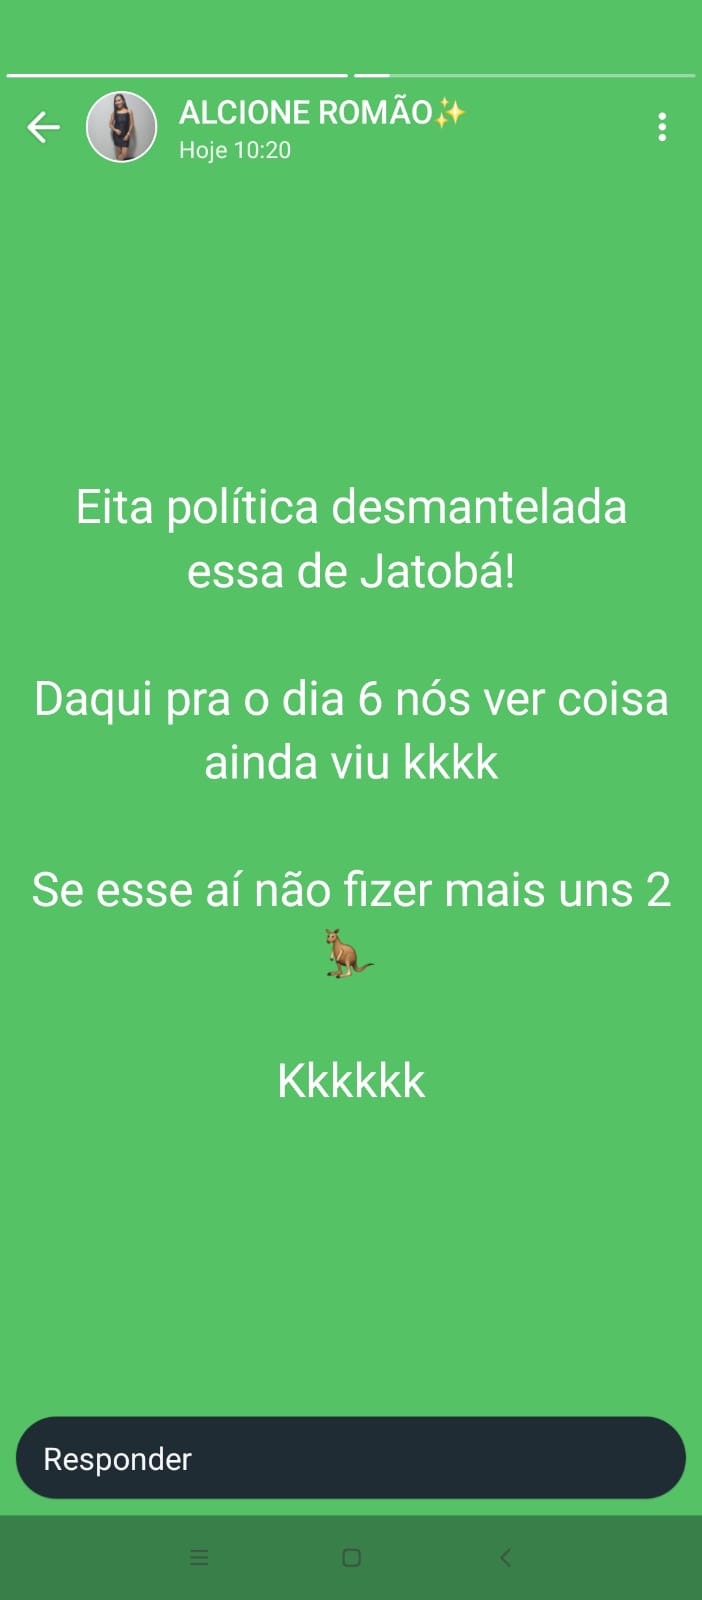 ALCIONE ROMÃO✨
Hoje 10:20
Eita política desmantelada
essa de Jatobá!
Daqui pra o dia 6 nós ver coisa
ainda viu kkkk
Se esse aí não fizer mais uns 2
🦘
Kkkkkk
Responder